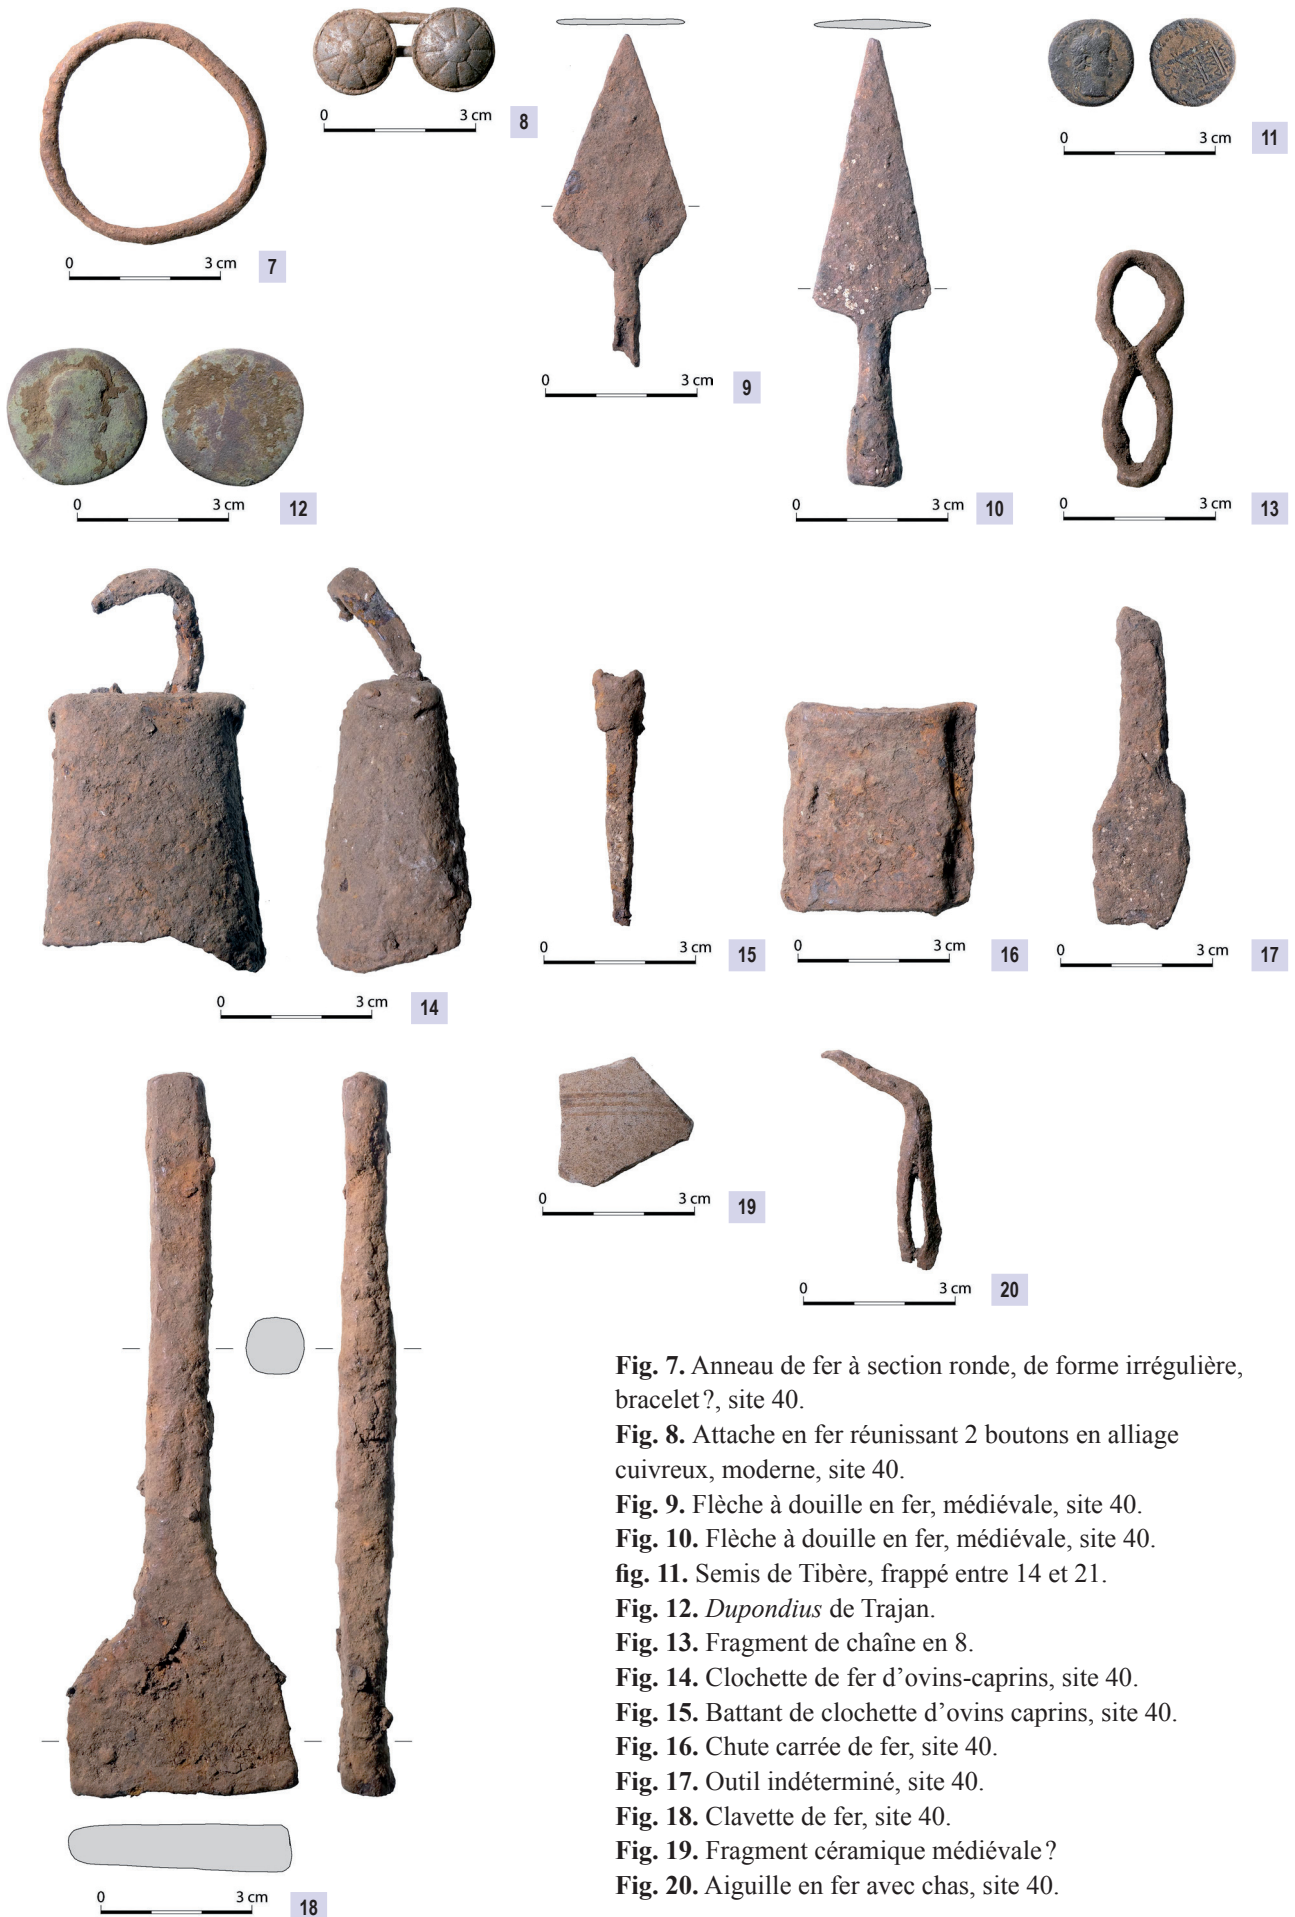 0 3 cm 7
0 3 cm 8
0 3 cm 9
0 3 cm 10
0 3 cm 11
0 3 cm 12
0 3 cm 13
0 3 cm 14
0 3 cm 15
0 3 cm 16
0 3 cm 17
0 3 cm 18
0 3 cm 19
0 3 cm 20
Fig. 7. Anneau de fer à section ronde, de forme irrégulière,
bracelet ?, site 40.
Fig. 8. Attache en fer réunissant 2 boutons en alliage
cuivreux, moderne, site 40.
Fig. 9. Flèche à douille en fer, médiévale, site 40.
Fig. 10. Flèche à douille en fer, médiévale, site 40.
fig. 11. Semis de Tibère, frappé entre 14 et 21.
Fig. 12. Dupondius de Trajan.
Fig. 13. Fragment de chaîne en 8.
Fig. 14. Clochette de fer d’ovins-caprins, site 40.
Fig. 15. Battant de clochette d’ovins caprins, site 40.
Fig. 16. Chute carrée de fer, site 40.
Fig. 17. Outil indéterminé, site 40.
Fig. 18. Clavette de fer, site 40.
Fig. 19. Fragment céramique médiévale ?
Fig. 20. Aiguille en fer avec chas, site 40.